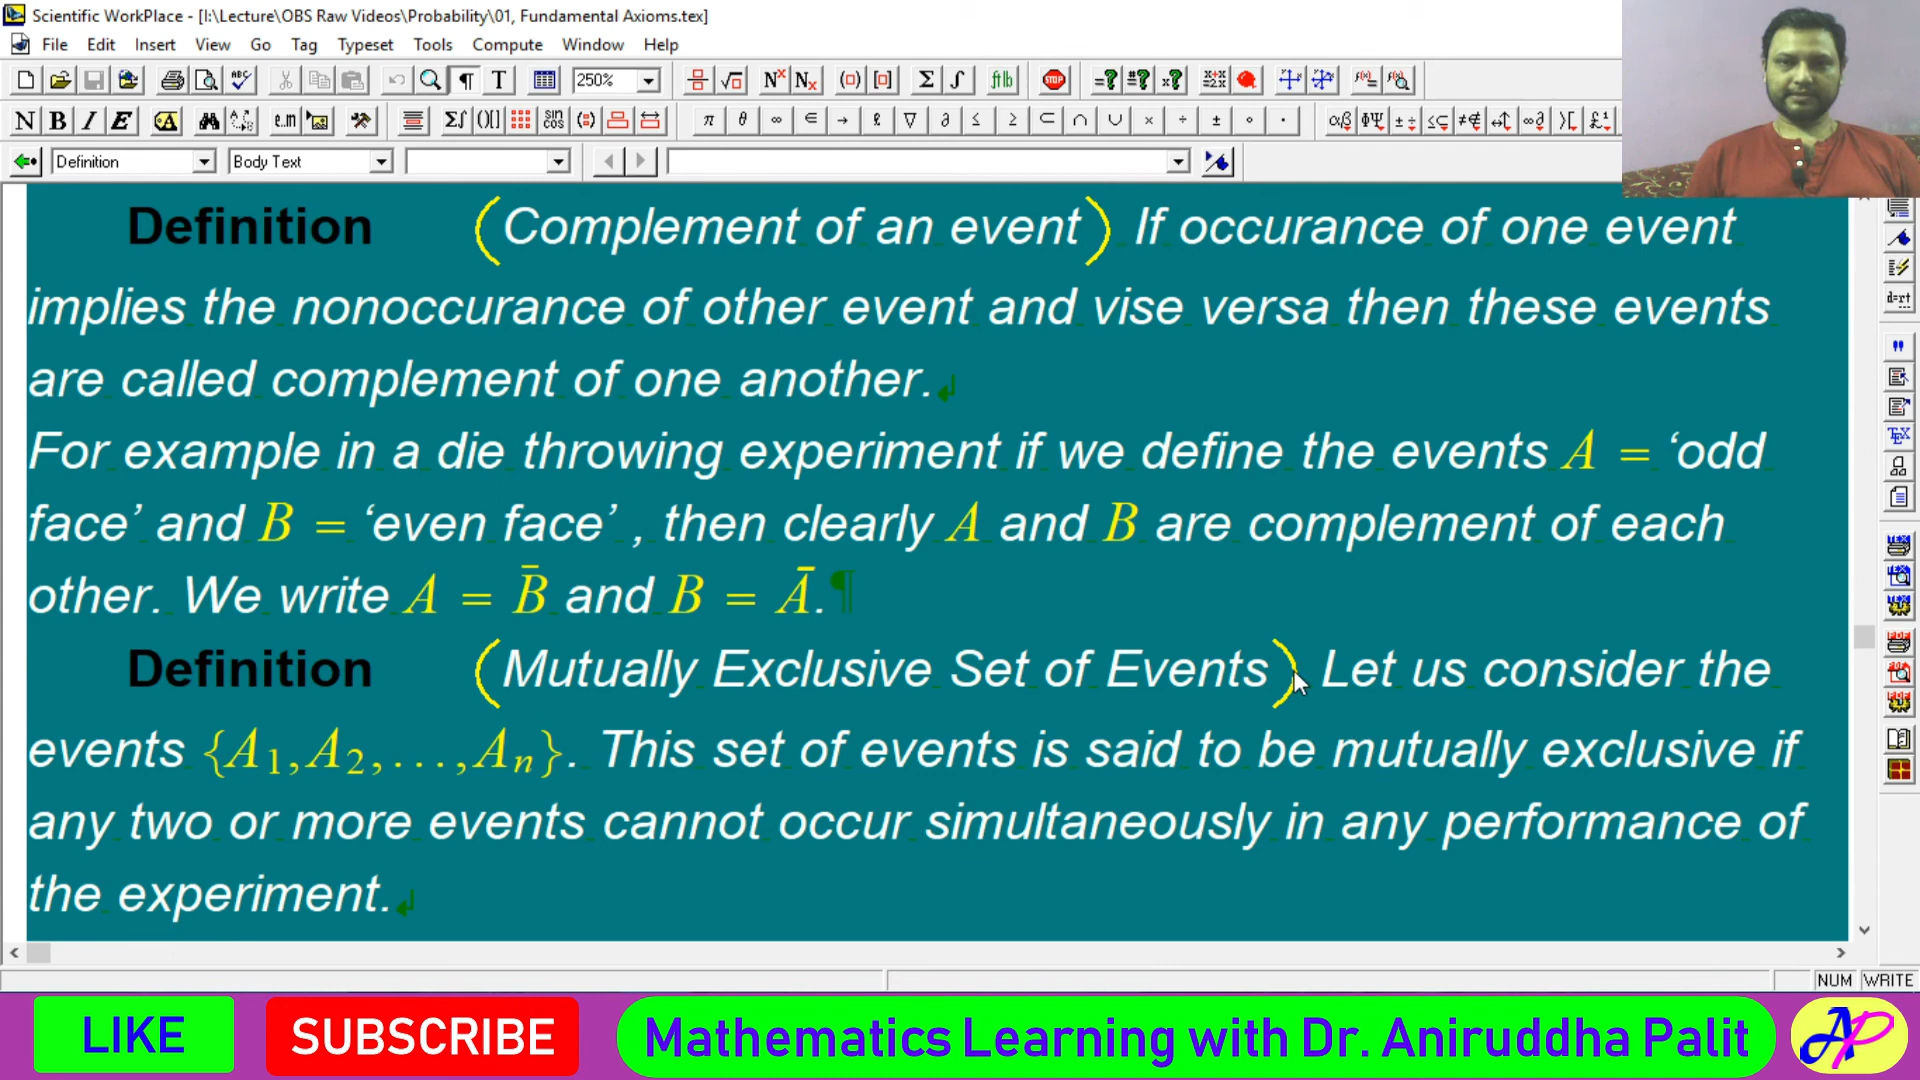 Scientific WorkPlace - [I:\Lecture\OBS Raw Videos\Probability\01, Fundamental Axioms.tex]
File Edit Insert View Go Tag Typeset Tools Compute Window Help
250%
Definition Body Text
Definition (Complement of an event) If occurance of one event
implies the nonoccurance of other event and vise versa then these events
are called complement of one another.
For example in a die throwing experiment if we define the events A = ‘odd
face’ and B = ‘even face’ , then clearly A and B are complement of each
other. We write A = B̄ and B = Ā.¶
Definition (Mutually Exclusive Set of Events) Let us consider the
events {A₁,A₂,...,Aₙ}. This set of events is said to be mutually exclusive if
any two or more events cannot occur simultaneously in any performance of
the experiment.
NUM WRITE
LIKE SUBSCRIBE Mathematics Learning with Dr. Aniruddha Palit AP